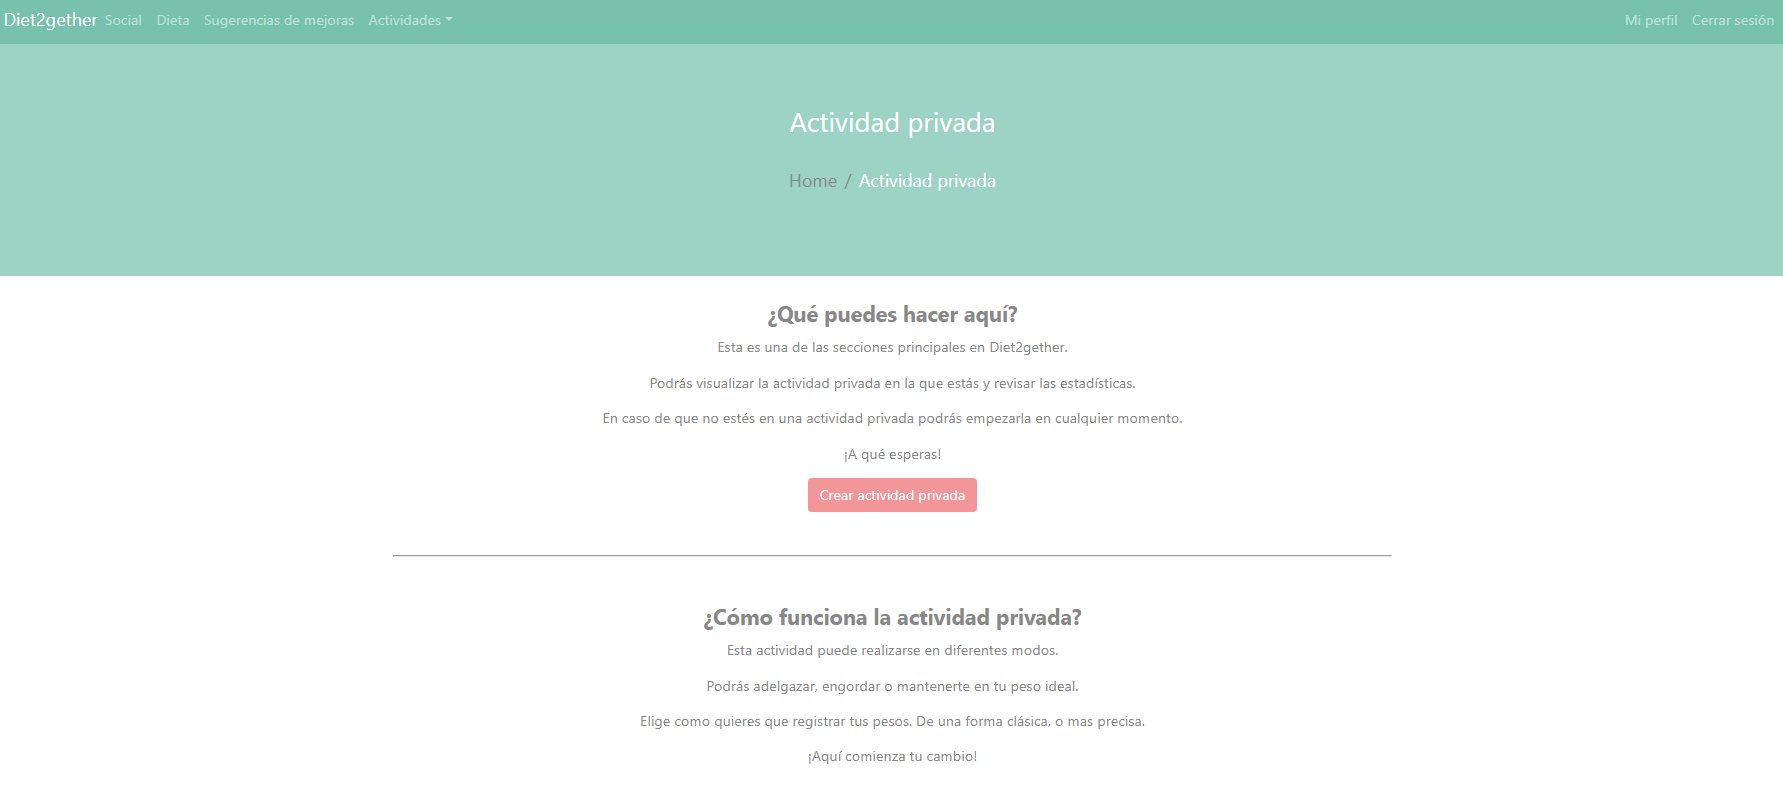 Diet2gether Social Dieta Sugerencias de mejoras Actividades Mi perfil Cerrar sesión
Actividad privada
Home / Actividad privada
¿Qué puedes hacer aquí?
Esta es una de las secciones principales en Diet2gether.
Podrás visualizar la actividad privada en la que estás y revisar las estadísticas.
En caso de que no estés en una actividad privada podrás empezarla en cualquier momento.
¡A qué esperas!
Crear actividad privada
¿Cómo funciona la actividad privada?
Esta actividad puede realizarse en diferentes modos.
Podrás adelgazar, engordar o mantenerte en tu peso ideal.
Elige como quieres que registrar tus pesos. De una forma clásica, o mas precisa.
¡Aquí comienza tu cambio!